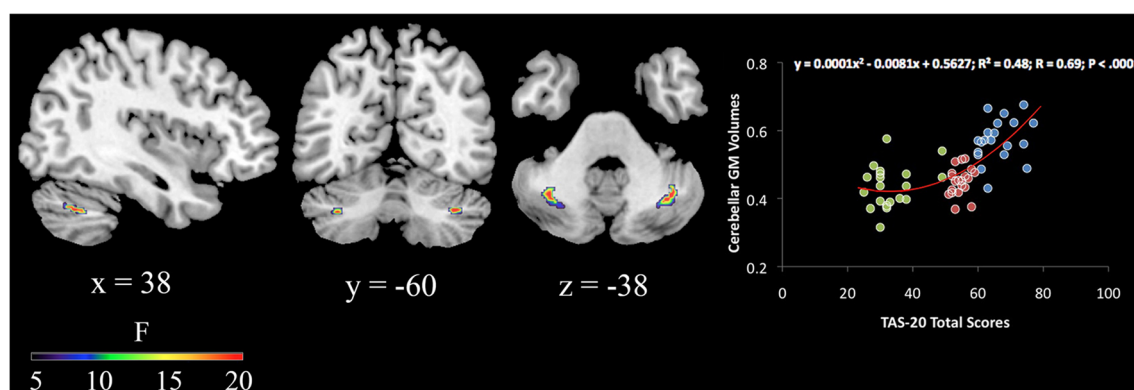 x = 38
y = -60
z = -38
F
5 10 15 20
y = 0.0001x² - 0.0081x + 0.5627; R² = 0.48; R = 0.69; P < .000
Cerebellar GM Volumes
0.8
0.6
0.4
0.2
0 20 40 60 80 100
TAS-20 Total Scores